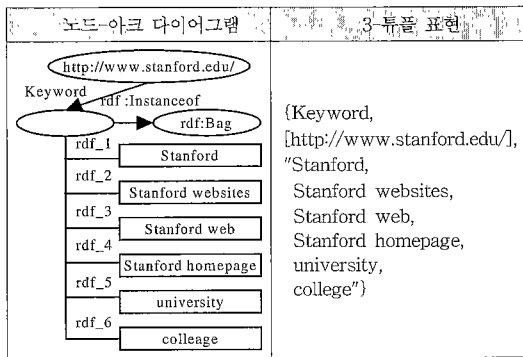 노드-아크 다이어그램
3-튜플 표현
http://www.stanford.edu/
Keyword
rdf :Instanceof
rdf:Bag
rdf_1
Stanford
rdf_2
Stanford websites
rdf_3
Stanford web
rdf_4
Stanford homepage
rdf_5
university
rdf_6
colleage
{Keyword,
[http://www.stanford.edu/],
"Stanford,
Stanford websites,
Stanford web,
Stanford homepage,
university,
college"}